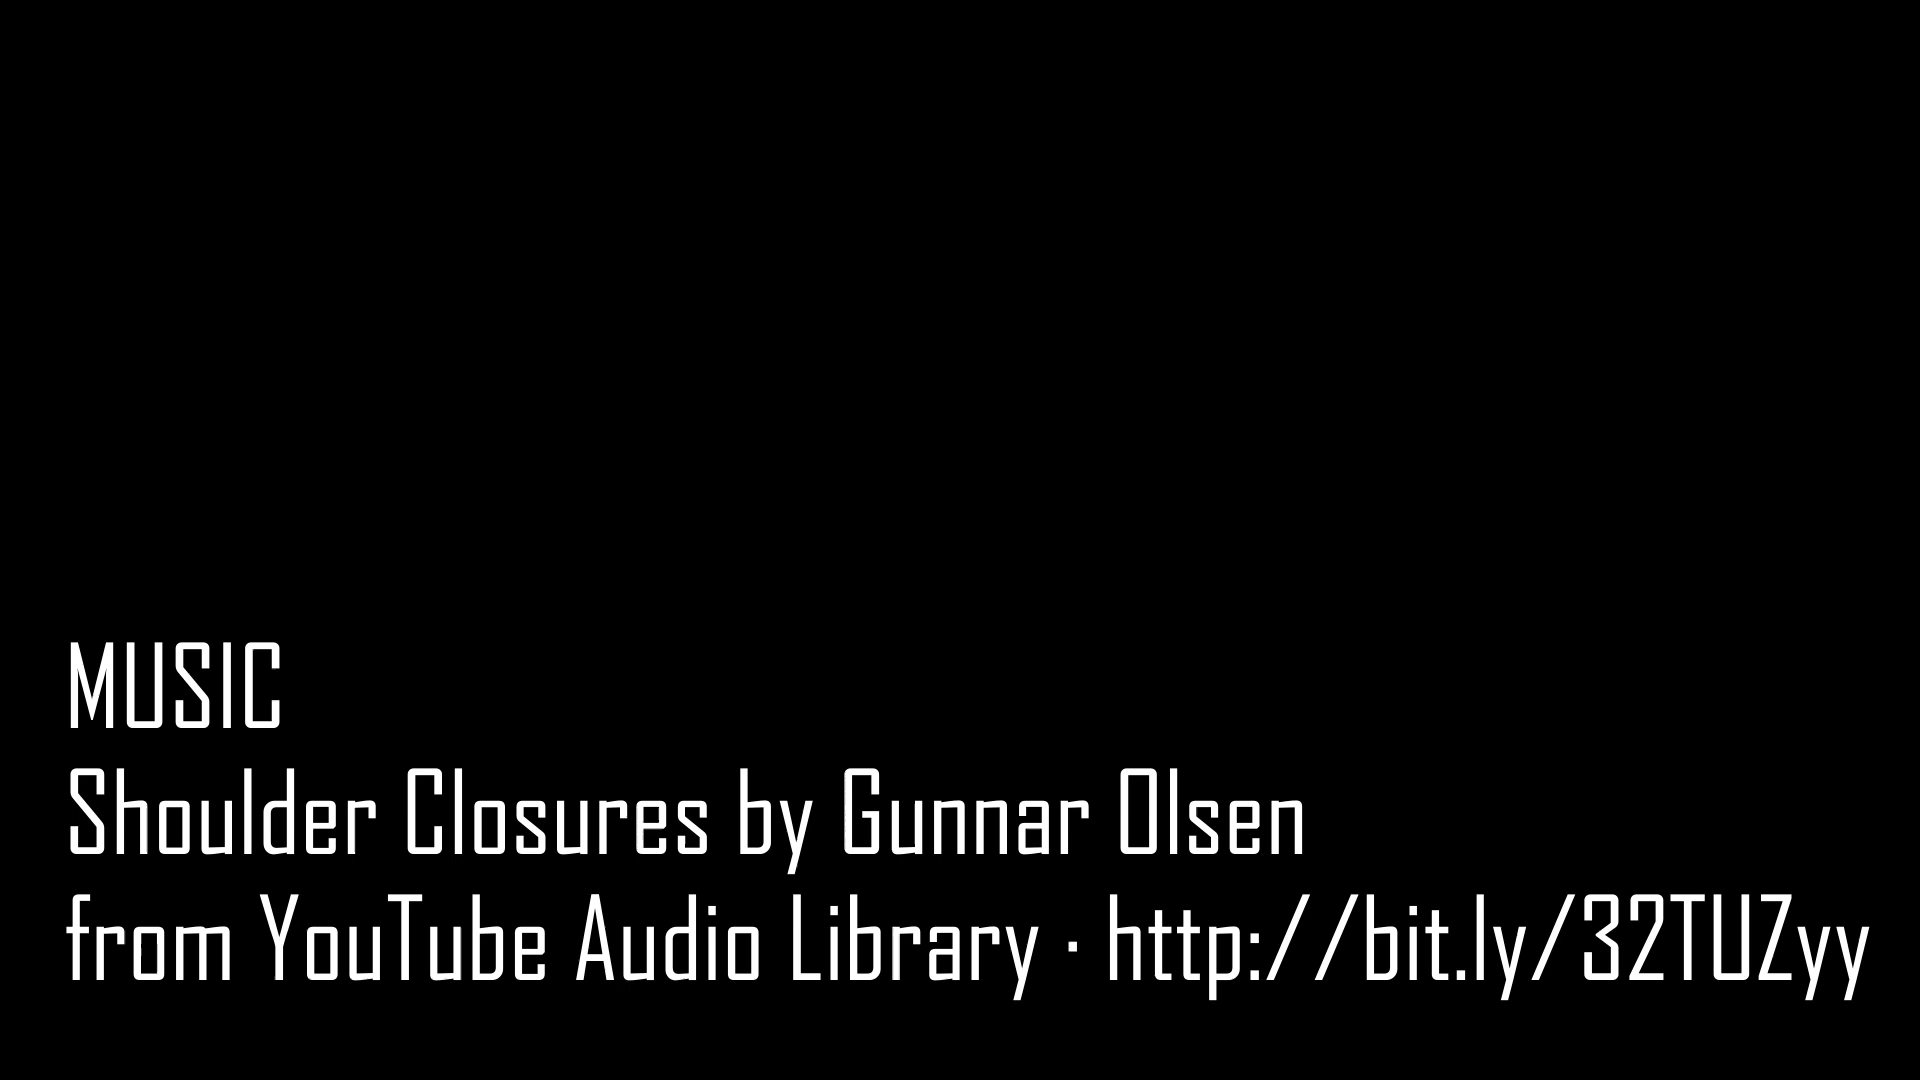 MUSIC
Shoulder Closures by Gunnar Olsen
from YouTube Audio Library · http://bit.ly/32TUZyy